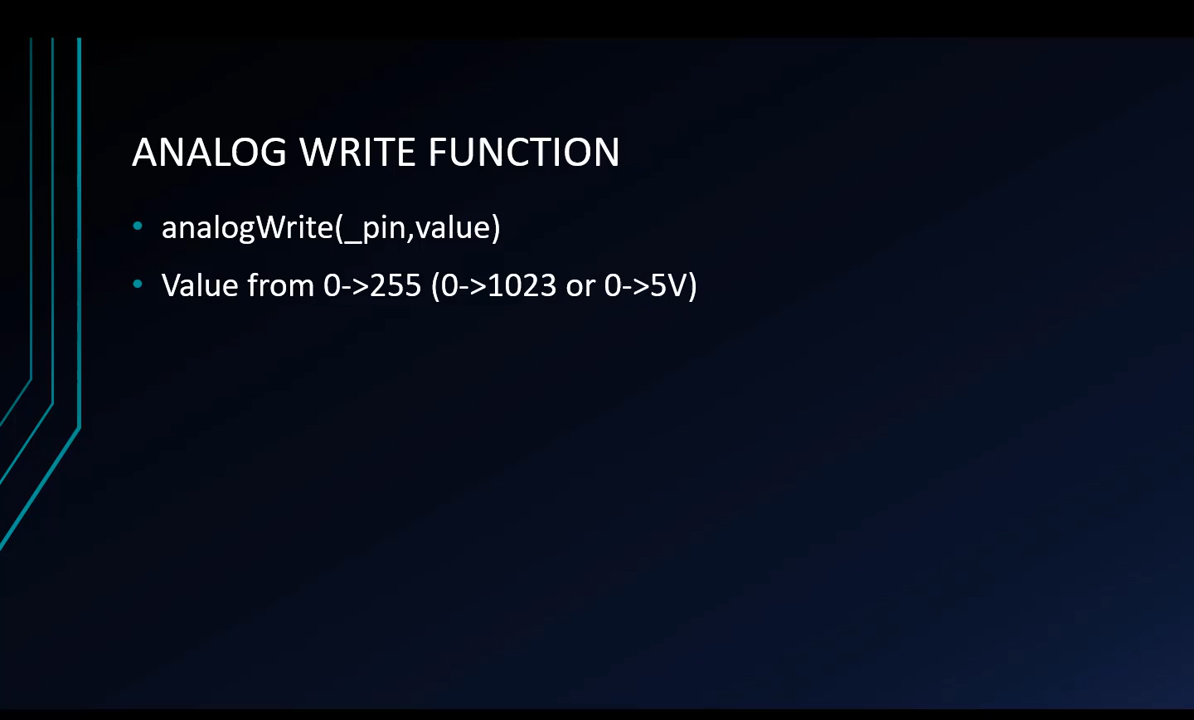 ANALOG WRITE FUNCTION
• analogWrite(_pin,value)
• Value from 0->255 (0->1023 or 0->5V)